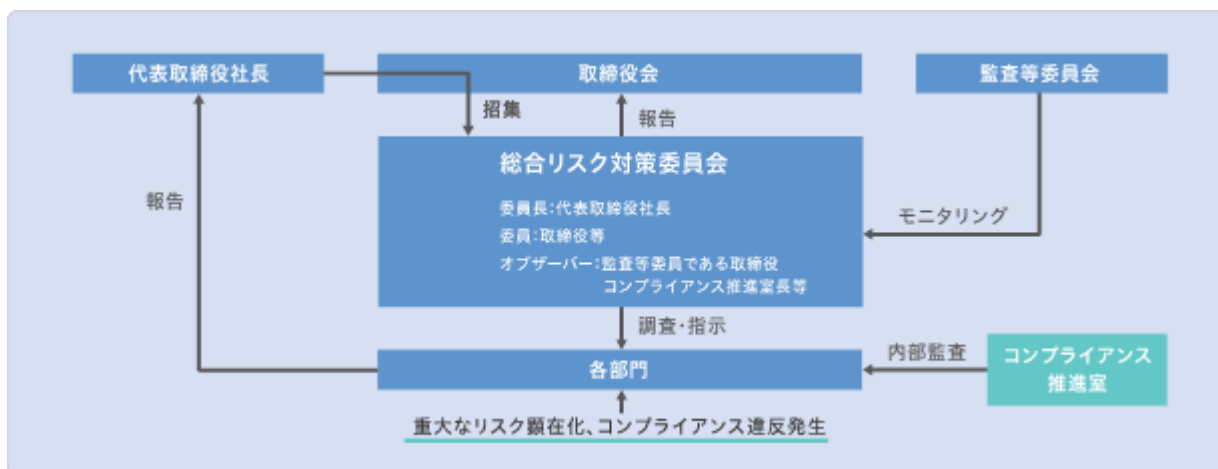 代表取締役社長
取締役会
監査等委員会
招集
報告
総合リスク対策委員会
委員長：代表取締役社長
委員：取締役等
オブザーバー：監査等委員である取締役
コンプライアンス推進室長等
報告
モニタリング
調査・指示
各部門
内部監査
コンプライアンス
推進室
重大なリスク顕在化、コンプライアンス違反発生